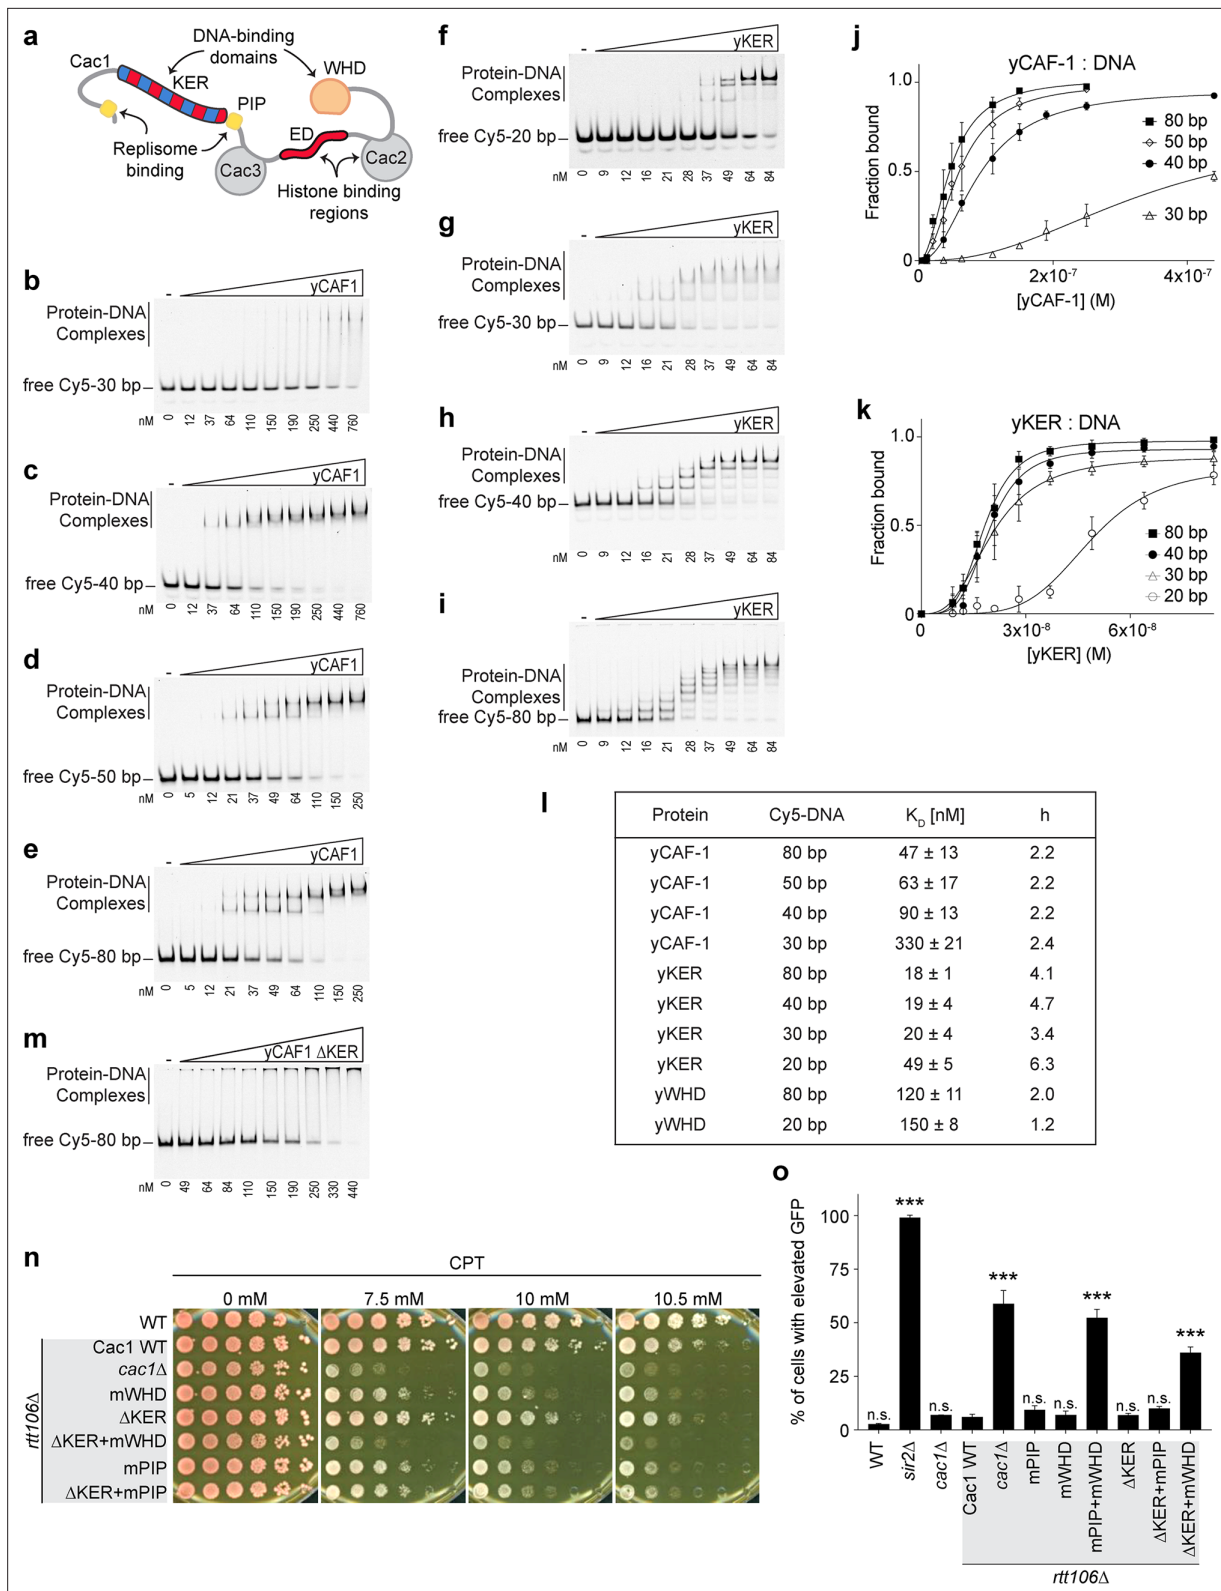 a
DNA-binding
domains
Cac1
KER
WHD
PIP
ED
Replisome
binding
Cac3
Cac2
Histone binding
regions
b
- yCAF1
Protein-DNA
Complexes
free Cy5-30 bp
nM 0 12 37 64 110 150 190 250 440 760
c
- yCAF1
Protein-DNA
Complexes
free Cy5-40 bp
nM 0 12 37 64 110 150 190 250 440 760
d
- yCAF1
Protein-DNA
Complexes
free Cy5-50 bp
nM 0 5 12 21 37 49 64 110 150 250
e
- yCAF1
Protein-DNA
Complexes
free Cy5-80 bp
nM 0 5 12 21 37 49 64 110 150 250
m
- yCAF1 ΔKER
Protein-DNA
Complexes
free Cy5-80 bp
nM 0 49 64 84 110 150 190 250 330 440
f
- yKER
Protein-DNA
Complexes
free Cy5-20 bp
nM 0 9 12 16 21 28 37 49 64 84
g
- yKER
Protein-DNA
Complexes
free Cy5-30 bp
nM 0 9 12 16 21 28 37 49 64 84
h
- yKER
Protein-DNA
Complexes
free Cy5-40 bp
nM 0 9 12 16 21 28 37 49 64 84
i
- yKER
Protein-DNA
Complexes
free Cy5-80 bp
nM 0 9 12 16 21 28 37 49 64 84
j
yCAF-1 : DNA
Fraction bound
1.0
0.5
0
80 bp
50 bp
40 bp
30 bp
0 2x10⁻⁷ 4x10⁻⁷
[yCAF-1] (M)
k
yKER : DNA
Fraction bound
1.0
0.5
0
80 bp
40 bp
30 bp
20 bp
0 3x10⁻⁸ 6x10⁻⁸
[yKER] (M)
l
Protein Cy5-DNA K_D [nM] h
yCAF-1 80 bp 47 ± 13 2.2
yCAF-1 50 bp 63 ± 17 2.2
yCAF-1 40 bp 90 ± 13 2.2
yCAF-1 30 bp 330 ± 21 2.4
yKER 80 bp 18 ± 1 4.1
yKER 40 bp 19 ± 4 4.7
yKER 30 bp 20 ± 4 3.4
yKER 20 bp 49 ± 5 6.3
yWHD 80 bp 120 ± 11 2.0
yWHD 20 bp 150 ± 8 1.2
n
CPT
0 mM 7.5 mM 10 mM 10.5 mM
WT
Cac1 WT
cac1Δ
mWHD
ΔKER
ΔKER+mWHD
mPIP
ΔKER+mPIP
rtt106Δ
o
% of cells with elevated GFP
100
75
50
25
0
n.s. *** n.s. *** n.s. n.s. *** n.s. n.s. ***
WT
sir2Δ
cac1Δ
Cac1 WT
cac1Δ
mPIP
mWHD
mPIP+mWHD
ΔKER
ΔKER+mPIP
ΔKER+mWHD
rtt106Δ